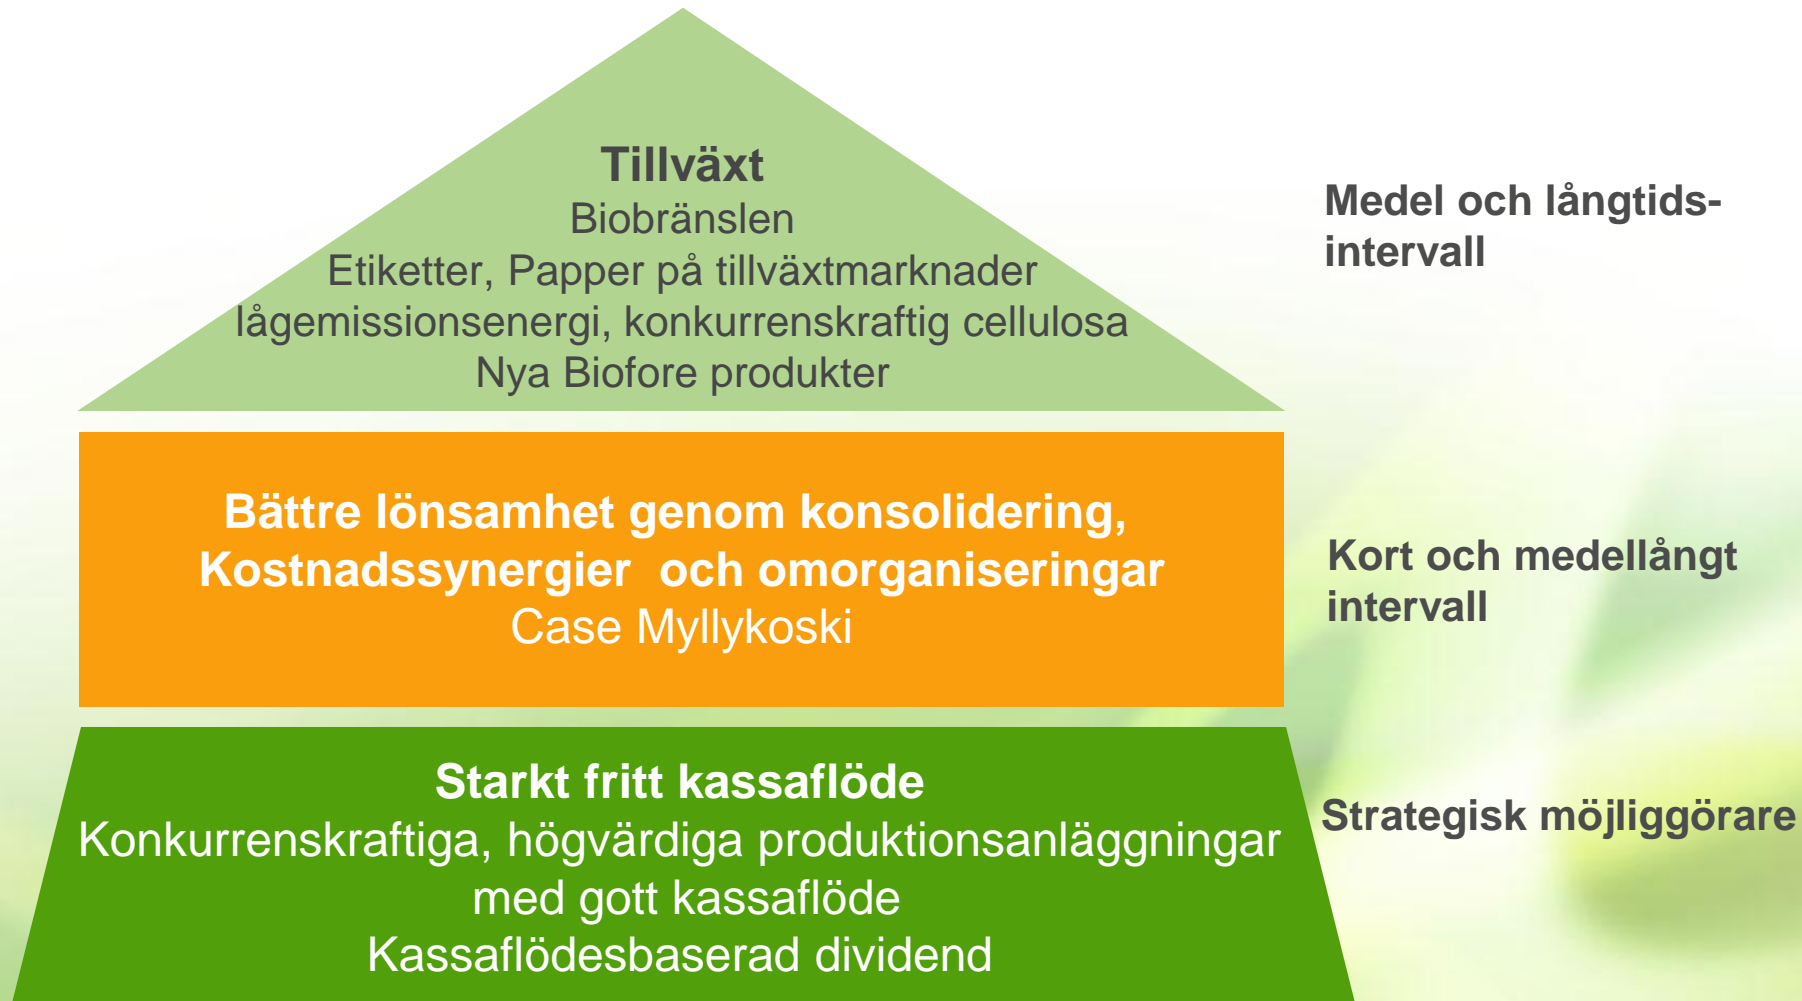 Tillväxt
Biobränslen
Etiketter, Papper på tillväxtmarknader
lågemissionsenergi, konkurrenskraftig cellulosa
Nya Biofore produkter
Medel och långtids-
intervall
Bättre lönsamhet genom konsolidering,
Kostnadssynergier och omorganiseringar
Case Myllykoski
Kort och medellångt
intervall
Starkt fritt kassaflöde
Konkurrenskraftiga, högvärdiga produktionsanläggningar
med gott kassaflöde
Kassaflödesbaserad dividend
Strategisk möjliggörare